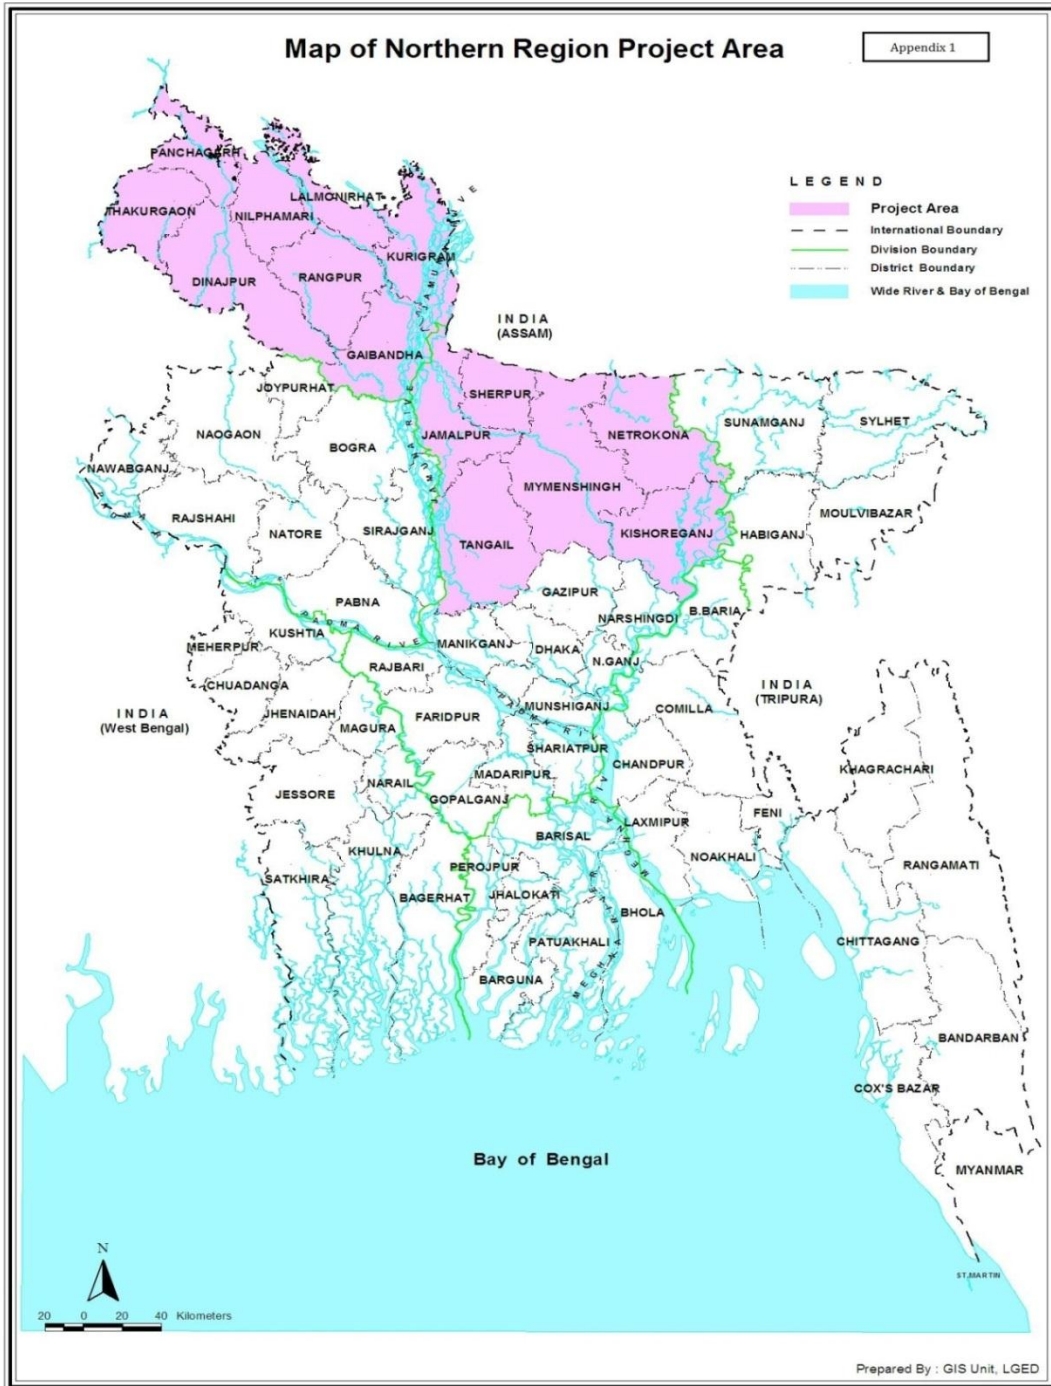 Map of Northern Region Project Area
Appendix 1
LEGEND
Project Area
International Boundary
Division Boundary
District Boundary
Wide River & Bay of Bengal
PANCHAGARH
THAKURGAON
NILPHAMARI
LALMONIRHAT
KURIGRAM
DINAJPUR
RANGPUR
GAIBANDHA
INDIA
(ASSAM)
JOYPURHAT
SHERPUR
NAOGAON
BOGRA
JAMALPUR
NETROKONA
SUNAMGANJ
SYLHET
NAWABGANJ
MYMENSHINGH
RAJSHAHI
NATORE
SIRAJGANJ
TANGAIL
KISHOREGANJ
HABIGANJ
MOULVIBAZAR
PABNA
GAZIPUR
NARSHINGDI
B.BARIA
PADMA RIVER
KUSHTIA
MEHERPUR
RAJBARI
MANIKGANJ
DHAKA
N.GANJ
CHUADANGA
JHENAIDAH
MAGURA
FARIDPUR
MUNSHIGANJ
COMILLA
INDIA
(TRIPURA)
INDIA
(West Bengal)
SHARIATPUR
CHANDPUR
KHAGRACHARI
JESSORE
NARAIL
MADARIPUR
GOPALGANJ
LAXMIPUR
FENI
BARISAL
NOAKHALI
KHULNA
PEROJPUR
RANGAMATI
SATKHIRA
BAGERHAT
JHALOKATI
BHOLA
PATUAKHALI
CHITTAGANG
BARGUNA
BANDARBAN
COX'S BAZAR
Bay of Bengal
MYANMAR
ST.MARTIN
N
20 0 20 40 Kilometers
Prepared By : GIS Unit, LGED